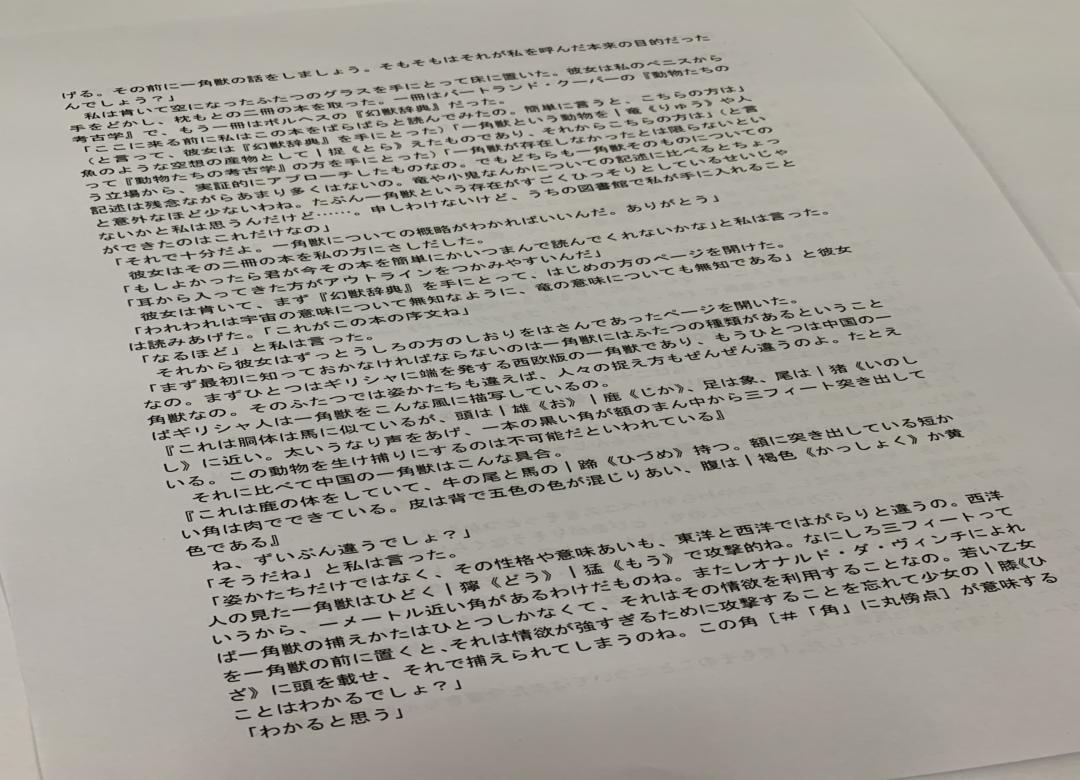 げる。その前に一角獣の話をしましょう。そもそもはそれが私を呼んだ本来の目的だった
んでしょう？」
　私は肯いて空になったふたつのグラスを手にとって床に置いた。彼女は私のペニスから
手をどかし、枕もとの二冊の本を取った。一冊はバートランド・クーパーの『動物たちの
考古学』で、もう一冊はボルヘスの『幻獣辞典』だった。
「ここに来る前に私はこの本をぱらぱらと読んでみたの。簡単に言うと、こちらの方は」
（と言って、彼女は『幻獣辞典』を手にとった）「一角獣という動物を｜竜《りゅう》や人
魚のような空想の産物として｜捉《とら》えたものであり、それからこちらの方は」（と言
って『動物たちの考古学』の方を手にとった）「一角獣が存在しなかったとは限らないとい
う立場から、実証的にアプローチしたものなの。でもどちらも一角獣そのものについての
記述は残念ながらあまり多くはないの。竜や小鬼なんかについての記述に比べるとちょっ
と意外なほど少ないわね。たぶん一角獣という存在がすごくひっそりとしているせいじゃ
ないかと私は思うんだけど……。申しわけないけど、うちの図書館で私が手に入れること
ができたのはこれだけなの」
「それで十分だよ。一角獣についての概略がわかればいいんだ。ありがとう」
　彼女はその二冊の本を私の方にさしだした。
「もしよかったら君が今その本を簡単にかいつまんで読んでくれないかな」と私は言った。
「耳から入ってきた方がアウトラインをつかみやすいんだ」
　彼女は肯いて、まず『幻獣辞典』を手にとって、はじめの方のページを開けた。
「われわれは宇宙の意味について無知なように、竜の意味についても無知である」と彼女
は読みあげた。「これがこの本の序文ね」
「なるほど」と私は言った。
　それから彼女はずっとうしろの方のしおりをはさんであったページを開いた。
「まず最初に知っておかなければならないのは一角獣にはふたつの種類があるということ
なの。まずひとつはギリシャに端を発する西欧版の一角獣であり、もうひとつは中国の一
角獣なの。そのふたつでは姿かたちも違えば、人々の捉え方もぜんぜん違うのよ。たとえ
ばギリシャ人は一角獣をこんな風に描写しているの。
『これは胴体は馬に似ているが、頭は｜雄《お》｜鹿《じか》、足は象、尾は｜猪《いのし
し》に近い。太いうなり声をあげ、一本の黒い角が額のまん中から三フィート突き出して
いる。この動物を生け捕りにするのは不可能だといわれている』
　それに比べて中国の一角獣はこんな具合。
『これは鹿の体をしていて、牛の尾と馬の｜蹄《ひづめ》持つ。額に突き出している短か
い角は肉でできている。皮は背で五色の色が混じりあい、腹は｜褐色《かっしょく》か黄
色である』
　ね、ずいぶん違うでしょ？」
「そうだね」と私は言った。
「姿かたちだけではなく、その性格や意味あいも、東洋と西洋ではがらりと違うの。西洋
人の見た一角獣はひどく｜獰《どう》｜猛《もう》で攻撃的ね。なにしろ三フィートって
いうから、一メートル近い角があるわけだものね。またレオナルド・ダ・ヴィンチによれ
ば一角獣の捕えかたはひとつしかなくて、それはその情欲を利用することなの。若い乙女
を一角獣の前に置くと、それは情欲が強すぎるために攻撃することを忘れて少女の｜膝《ひ
ざ》に頭を載せ、それで捕えられてしまうのね。この角［＃「角」に丸傍点］が意味する
ことはわかるでしょ？」
「わかると思う」